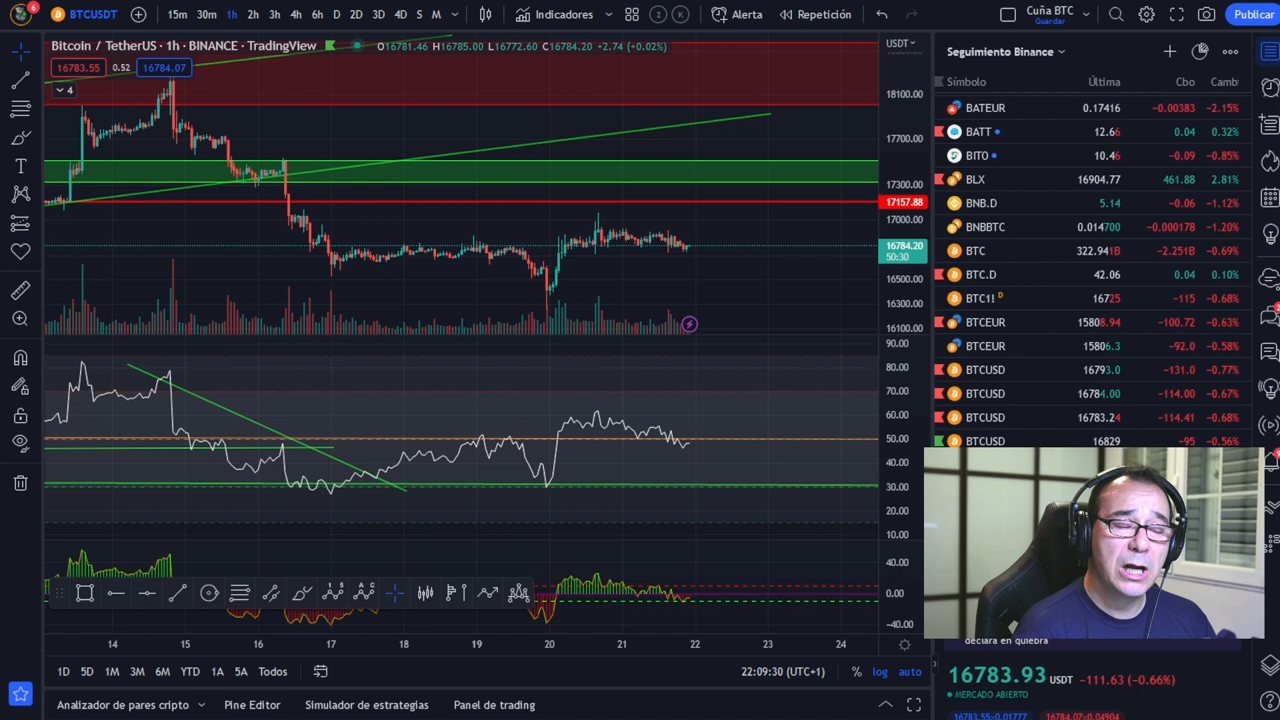 6 BTCUSDT 15m 30m 1h 2h 3h 4h 6h D 2D 3D 4D S M Indicadores 2 K Alerta Repetición Cuña BTC Guardar Publicar
Bitcoin / TetherUS · 1h · BINANCE · TradingView O16781.46 H16785.00 L16772.60 C16784.20 +2.74 (+0.02%) USDT
16783.55 0.52 16784.07
4
18100.00
17700.00
17300.00
17157.88
17000.00
16784.20
50:30
16500.00
16300.00
16100.00
90.00
80.00
70.00
60.00
50.00
40.00
30.00
20.00
10.00
40.00
0.00
-40.00
14 15 16 17 18 19 20 21 22 23 24
1D 5D 1M 3M 6M YTD 1A 5A Todos 22:09:30 (UTC+1) % log auto
Analizador de pares cripto Pine Editor Simulador de estrategias Panel de trading
Seguimiento Binance
Símbolo Última Cbo Camb
BATEUR 0.17416 -0.00383 -2.15%
BATT 12.66 0.04 0.32%
BITO 10.46 -0.09 -0.85%
BLX 16904.77 461.88 2.81%
BNB.D 5.14 -0.06 -1.12%
BNBBTC 0.014700 -0.000178 -1.20%
BTC 322.941B -2.251B -0.69%
BTC.D 42.06 0.04 0.10%
BTC1! D 16725 -115 -0.68%
BTCEUR 15808.94 -100.72 -0.63%
BTCEUR 15806.3 -92.0 -0.58%
BTCUSD 16793.0 -131.0 -0.77%
BTCUSD 16784.00 -114.00 -0.67%
BTCUSD 16783.24 -114.41 -0.68%
BTCUSD 16829 -95 -0.56%
declara en quiebra
16783.93 USDT -111.63 (-0.66%)
MERCADO ABIERTO
16783.55×0.01777 16784.07×0.04904